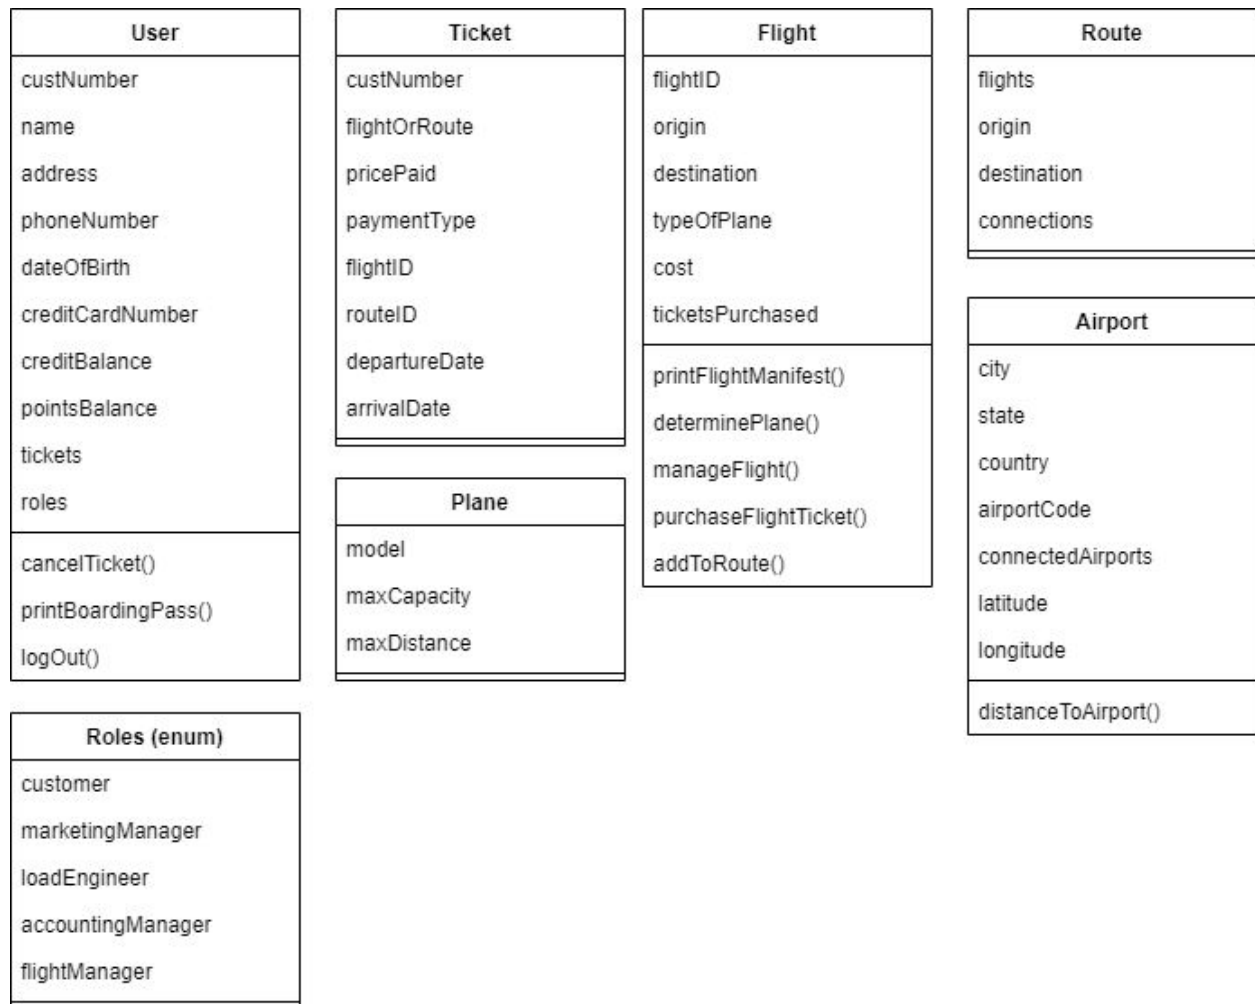 User
custNumber
name
address
phoneNumber
dateOfBirth
creditCardNumber
creditBalance
pointsBalance
tickets
roles
cancelTicket()
printBoardingPass()
logOut()
Roles (enum)
customer
marketingManager
loadEngineer
accountingManager
flightManager
Ticket
custNumber
flightOrRoute
pricePaid
paymentType
flightID
routeID
departureDate
arrivalDate
Plane
model
maxCapacity
maxDistance
Flight
flightID
origin
destination
typeOfPlane
cost
ticketsPurchased
printFlightManifest()
determinePlane()
manageFlight()
purchaseFlightTicket()
addToRoute()
Route
flights
origin
destination
connections
Airport
city
state
country
airportCode
connectedAirports
latitude
longitude
distanceToAirport()